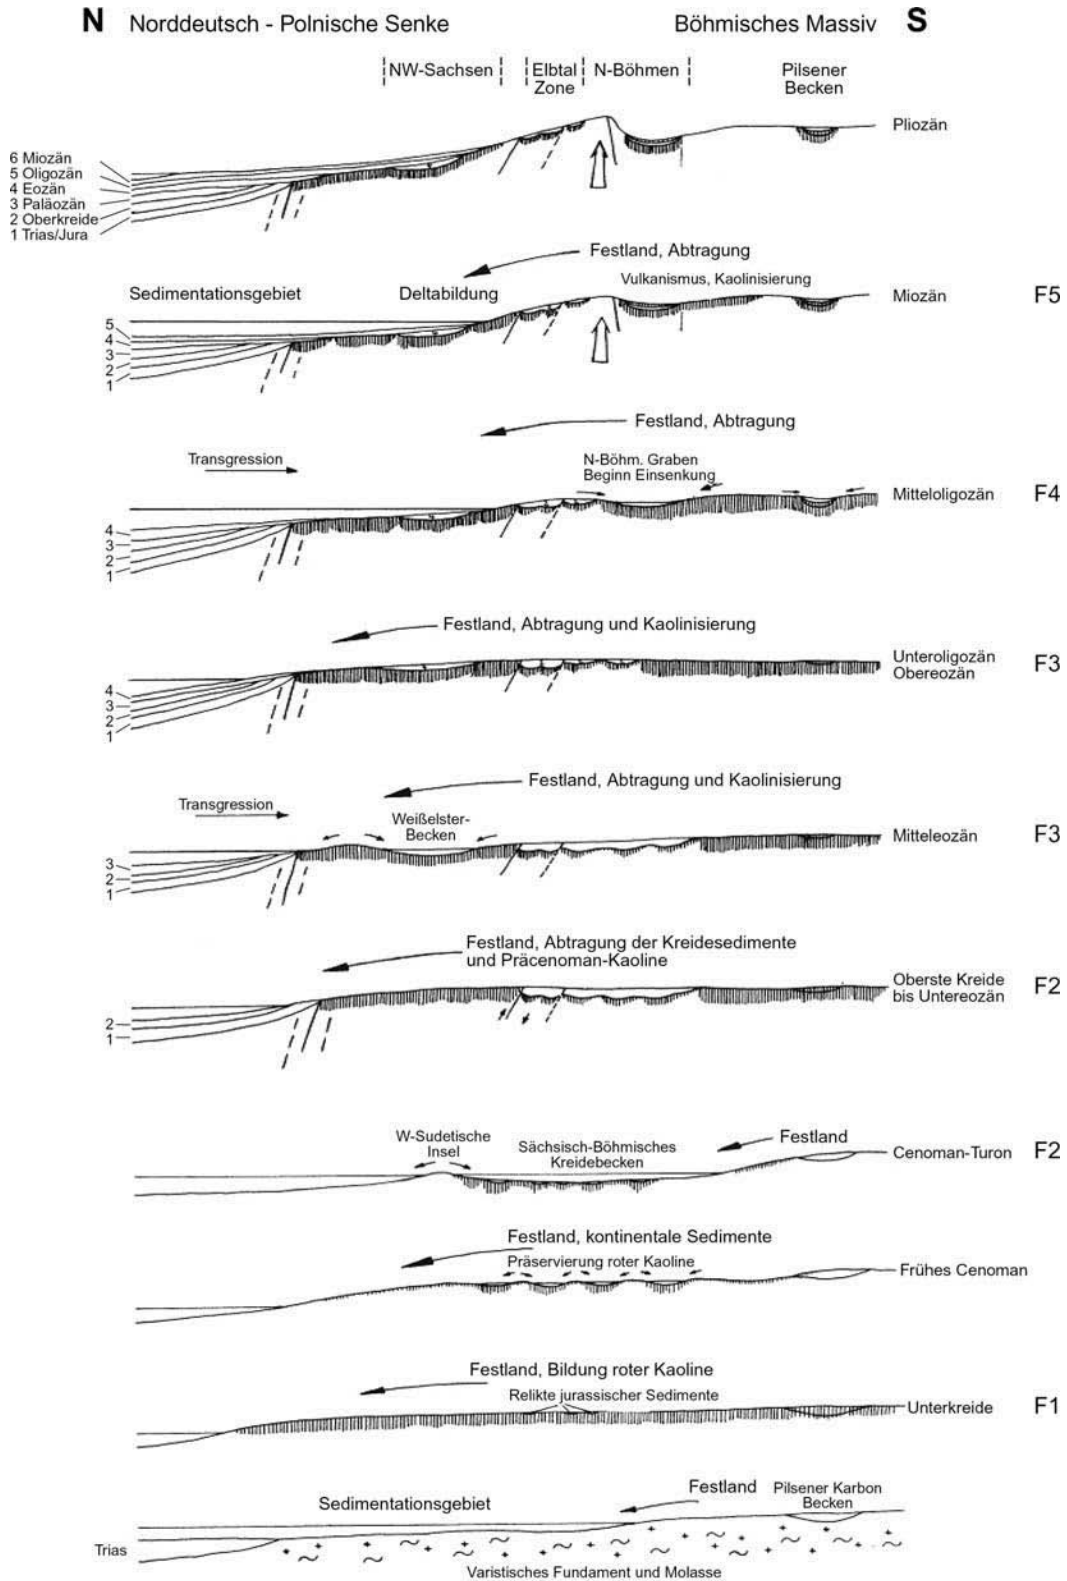 N Norddeutsch - Polnische Senke Böhmisches Massiv S
NW-Sachsen
Elbtal
Zone
N-Böhmen
Pilsener
Becken
Pliozän
6 Miozän
5 Oligozän
4 Eozän
3 Paläozän
2 Oberkreide
1 Trias/Jura
Festland, Abtragung
Vulkanismus, Kaolinisierung
Sedimentationsgebiet
Deltabildung
Miozän
F5
5
4
3
2
1
Festland, Abtragung
Transgression
N-Böhm. Graben
Beginn Einsenkung
Mitteloligozän
F4
4
3
2
1
Festland, Abtragung und Kaolinisierung
Unteroligozän
Obereozän
F3
4
3
2
1
Festland, Abtragung und Kaolinisierung
Transgression
Weißelster-
Becken
Mitteleozän
F3
3
2
1
Festland, Abtragung der Kreidesedimente
und Präcenoman-Kaoline
Oberste Kreide
bis Untereozän
F2
2
1
W-Sudetische
Insel
Sächsisch-Böhmisches
Kreidebecken
Festland
Cenoman-Turon
F2
Festland, kontinentale Sedimente
Präservierung roter Kaoline
Frühes Cenoman
Festland, Bildung roter Kaoline
Relikte jurassischer Sedimente
Unterkreide
F1
Sedimentationsgebiet
Festland
Pilsener Karbon
Becken
Trias
Varistisches Fundament und Molasse